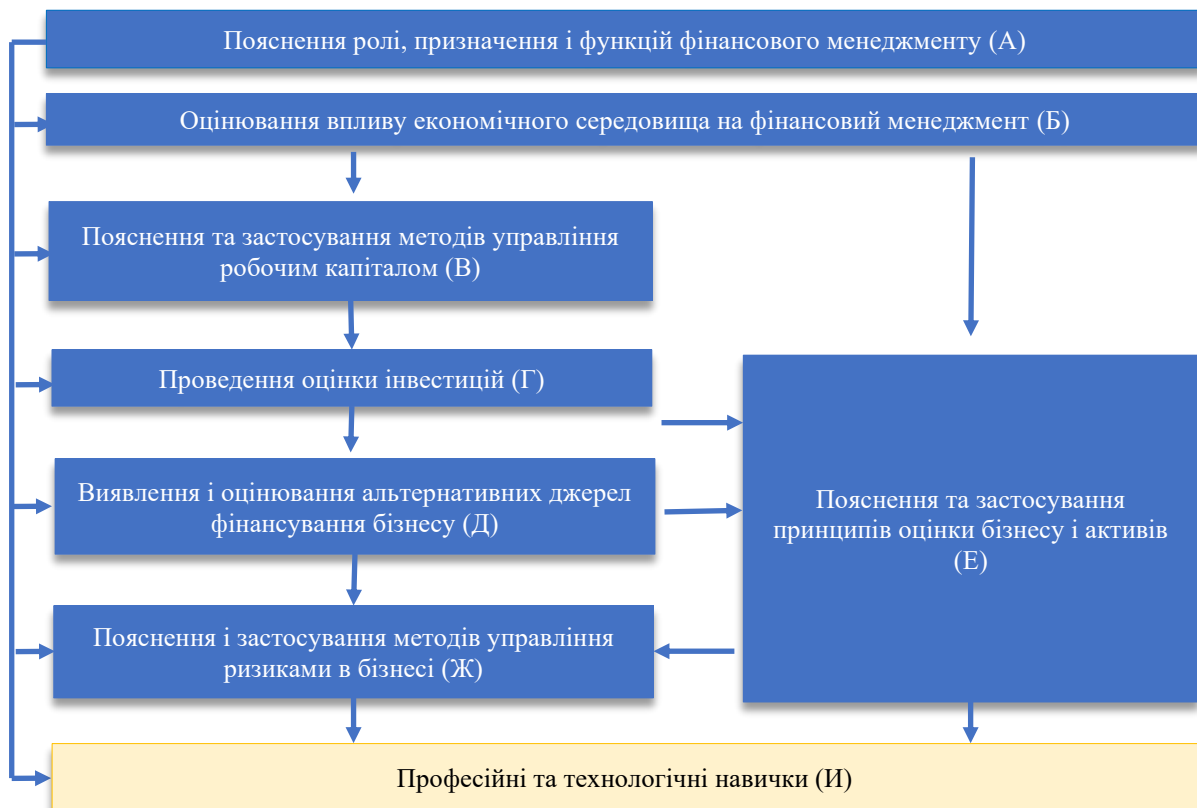 Пояснення ролі, призначення і функцій фінансового менеджменту (А)
Оцінювання впливу економічного середовища на фінансовий менеджмент (Б)
Пояснення та застосування методів управління
робочим капіталом (В)
Проведення оцінки інвестицій (Г)
Виявлення і оцінювання альтернативних джерел
фінансування бізнесу (Д)
Пояснення та застосування
принципів оцінки бізнесу і активів
(Е)
Пояснення і застосування методів управління
ризиками в бізнесі (Ж)
Професійні та технологічні навички (И)